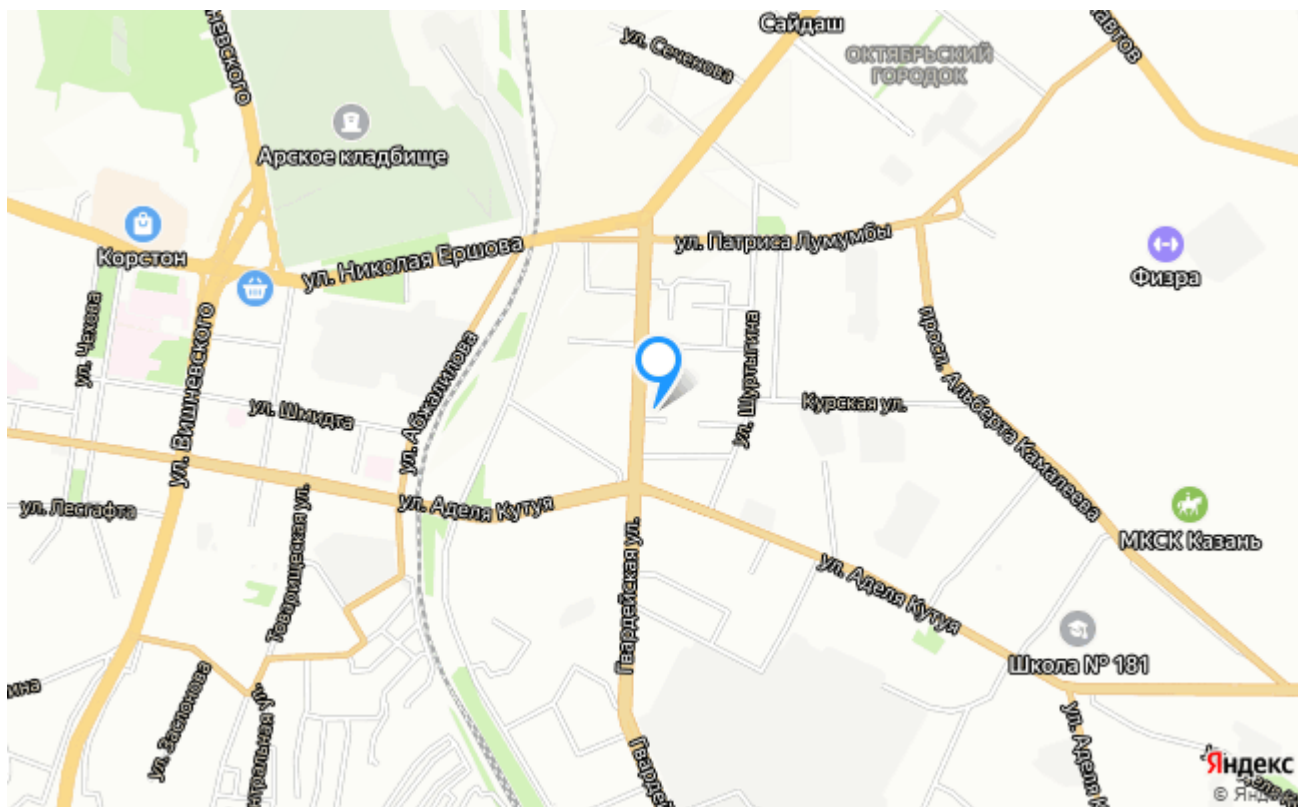 Сайдаш
ул. Сеченова
ОКТЯБРЬСКИЙ
ГОРОДОК
Арское кладбище
Корстон
ул. Николая Ершова
ул. Патриса Лумумбы
Физра
ул. Чехова
ул. Вишневского
ул. Абжалилова
ул. Шуртыгина
просп. Альберта Камалеева
ул. Шмидта
Курская ул.
ул. Лесгафта
ул. Аделя Кутуя
Товарищеская ул.
Гвардейская ул.
МКСК Казань
ул. Аделя Кутуя
Школа № 181
ул. Заслонова
Яндекс